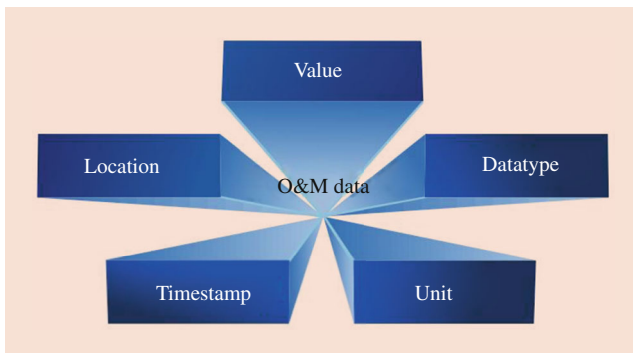 Value
Location
Datatype
O&M data
Timestamp
Unit